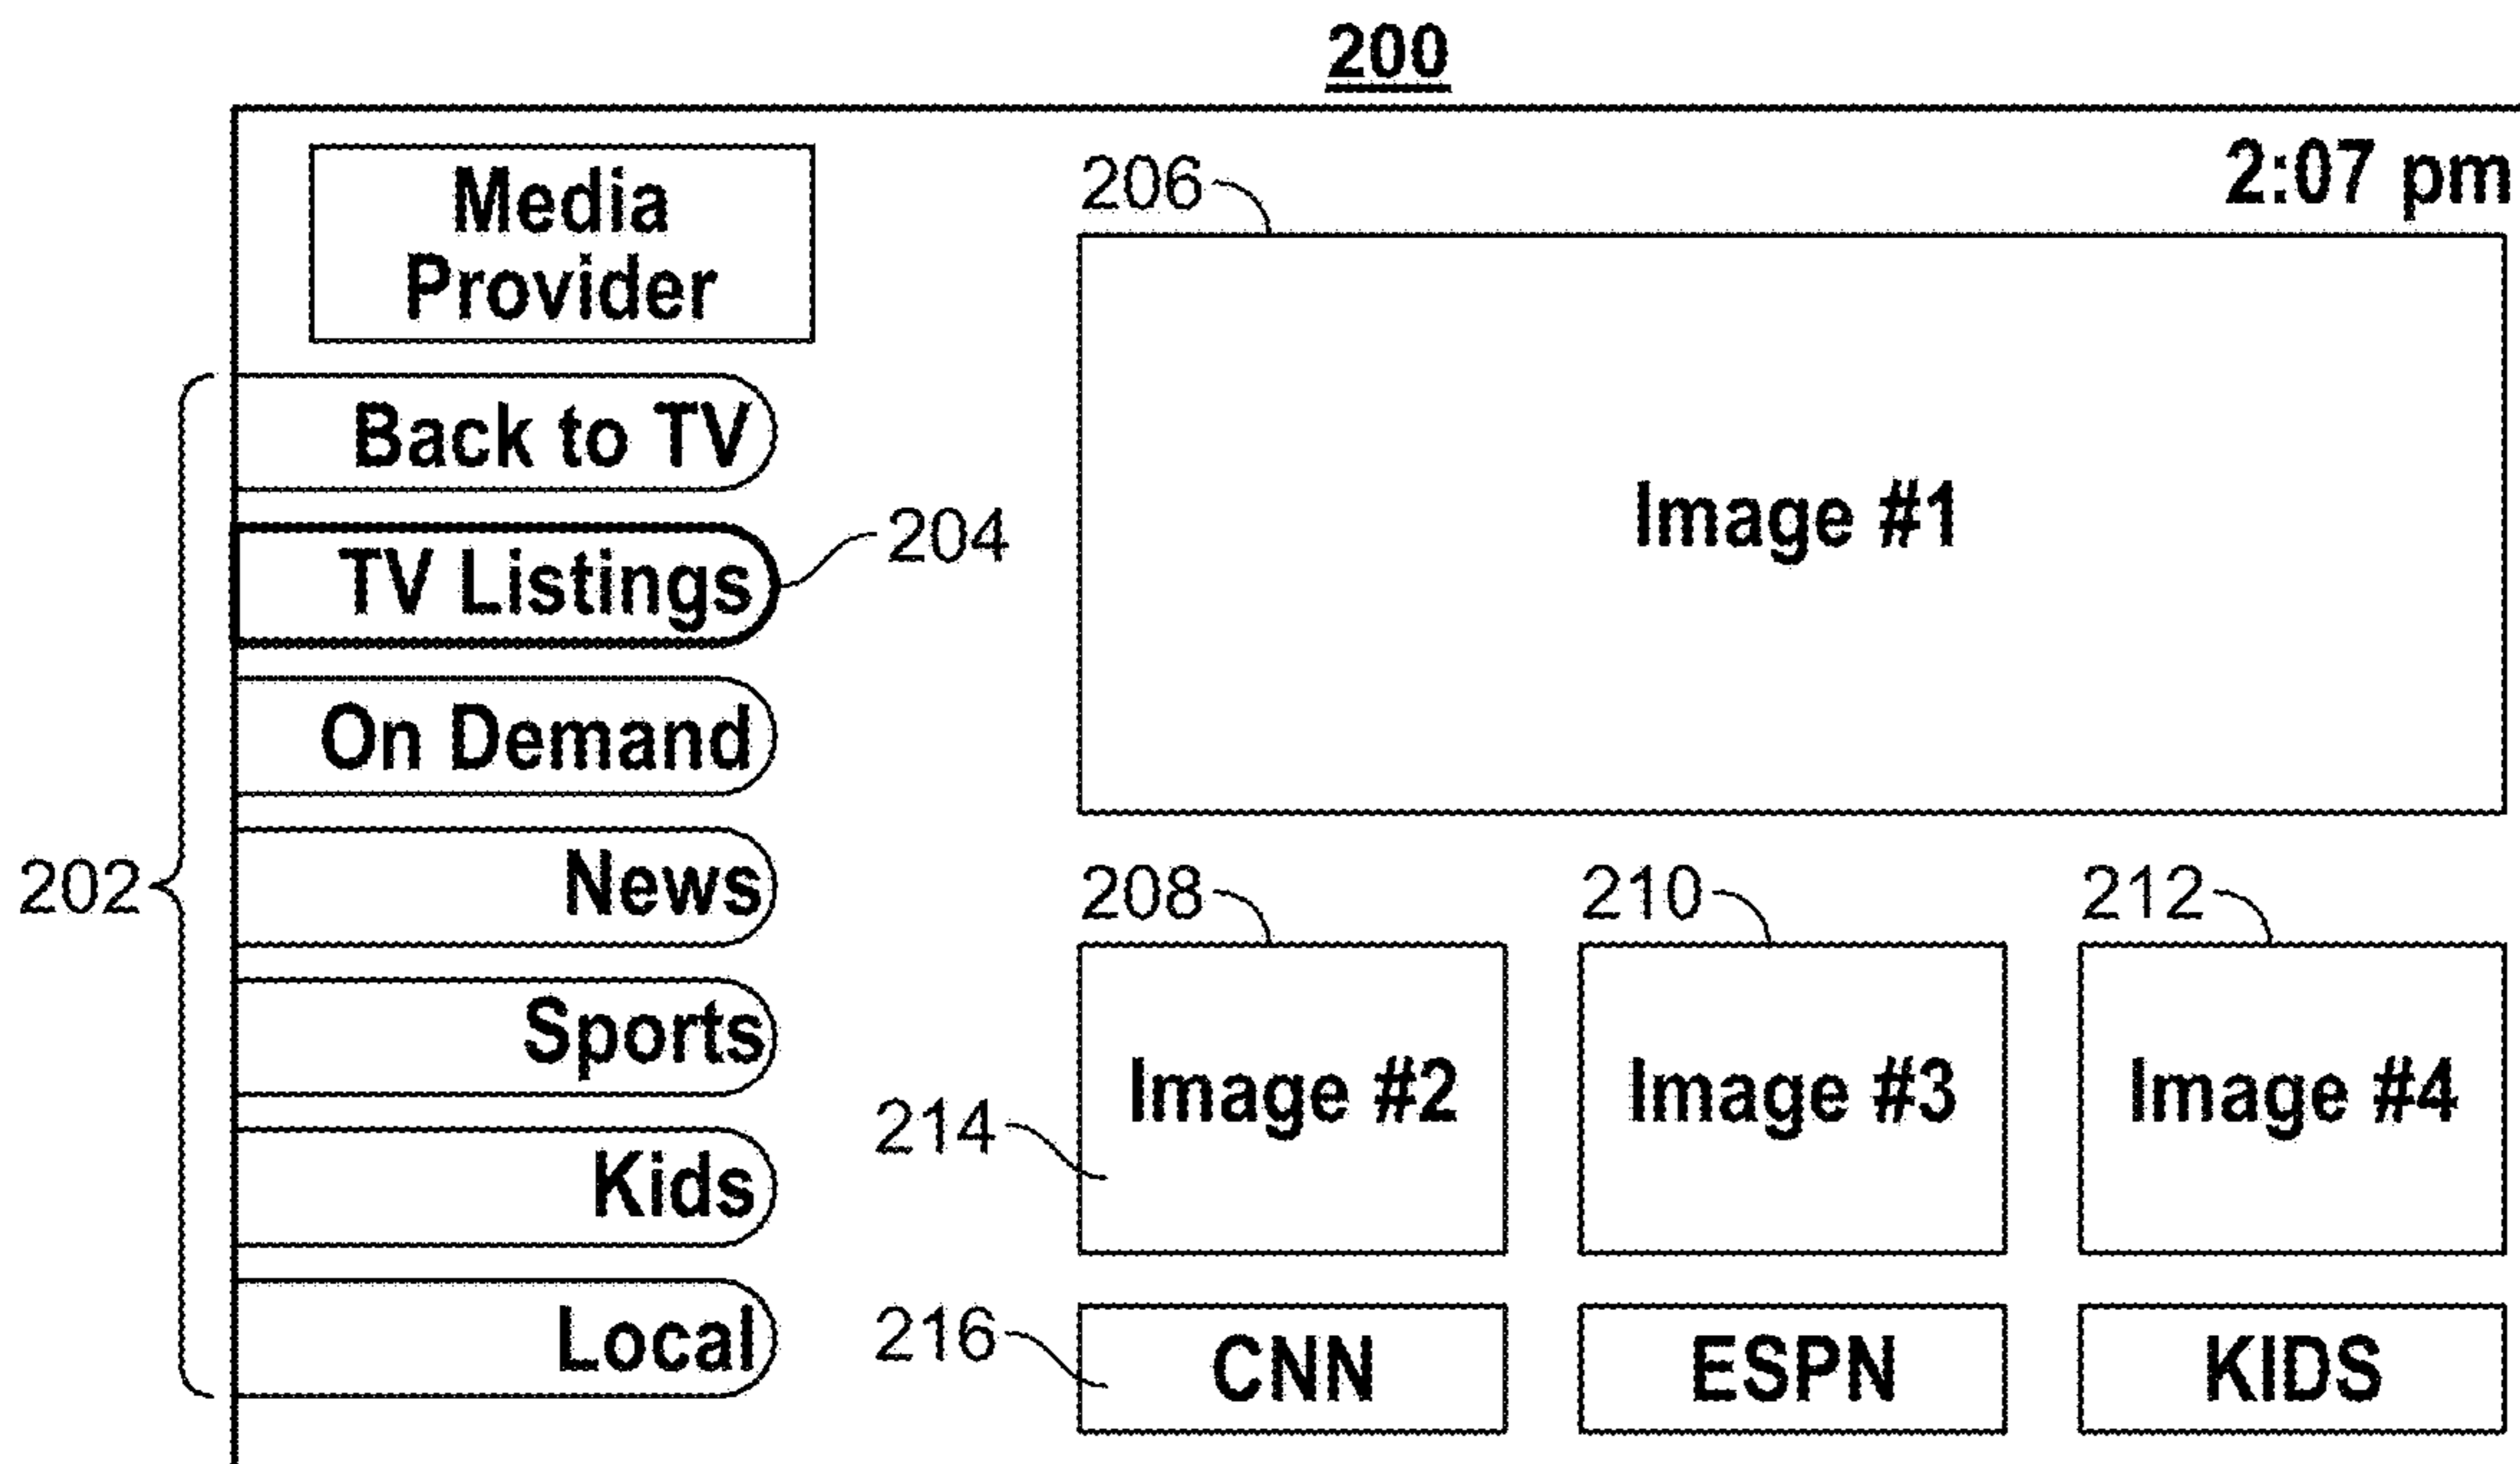 200
2:07 pm
Media
Provider
206
Image #1
202
Back to TV
TV Listings
204
On Demand
News
Sports
Kids
Local
208
210
212
Image #2
Image #3
Image #4
214
216
CNN
ESPN
KIDS